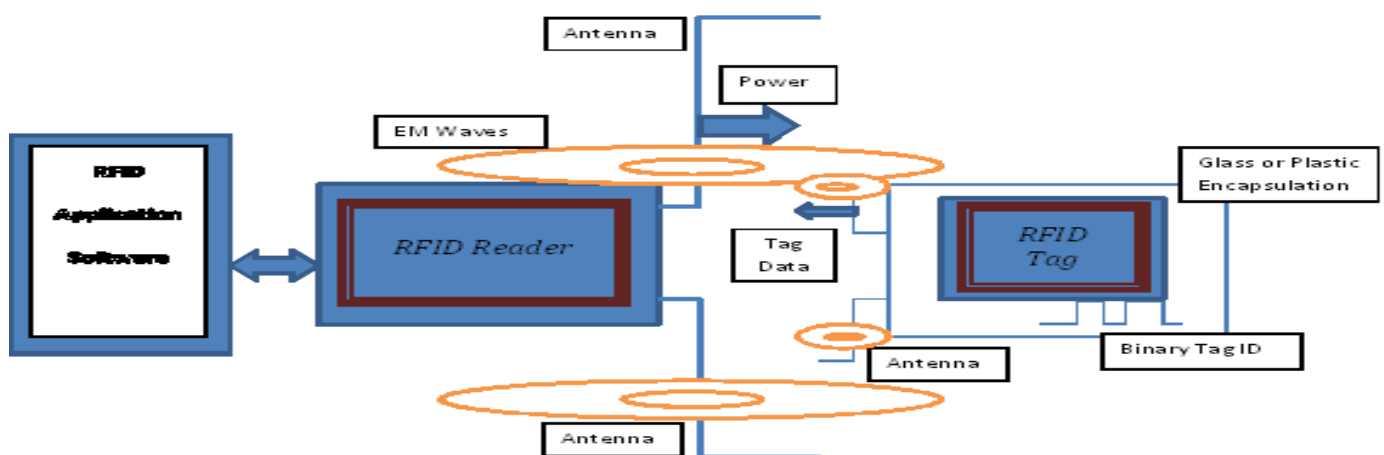 Antenna
Power
EM Waves
Glass or Plastic
Encapsulation
RFID
Application
Software
RFID Reader
Tag
Data
RFID
Tag
Binary Tag ID
Antenna
Antenna